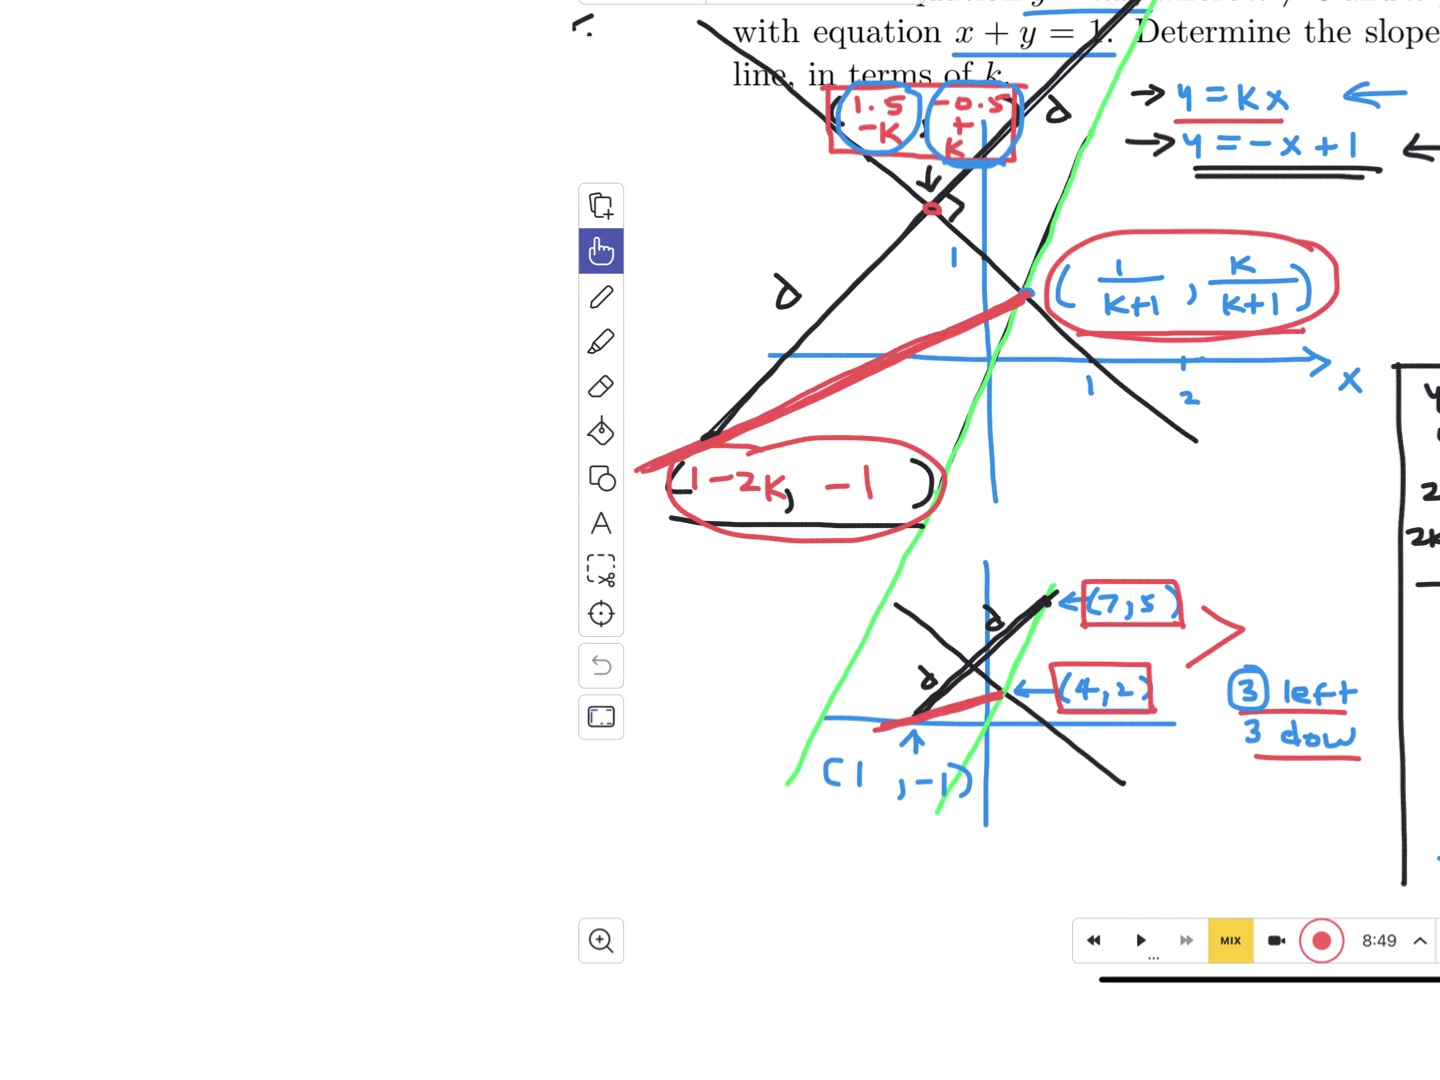 with equation x + y = 1. Determine the slope
line, in terms of k.
(1.5 - K, -0.5 + K)
d
→ y = Kx ←
→ y = -x + 1 ←
d
1
(1/(K+1), K/(K+1))
1
2
x
(1-2K, -1)
2
d
← (7, 5)
d
← (4, 2)
3 left
3 dow
(1, -1)
A
MIX
8:49